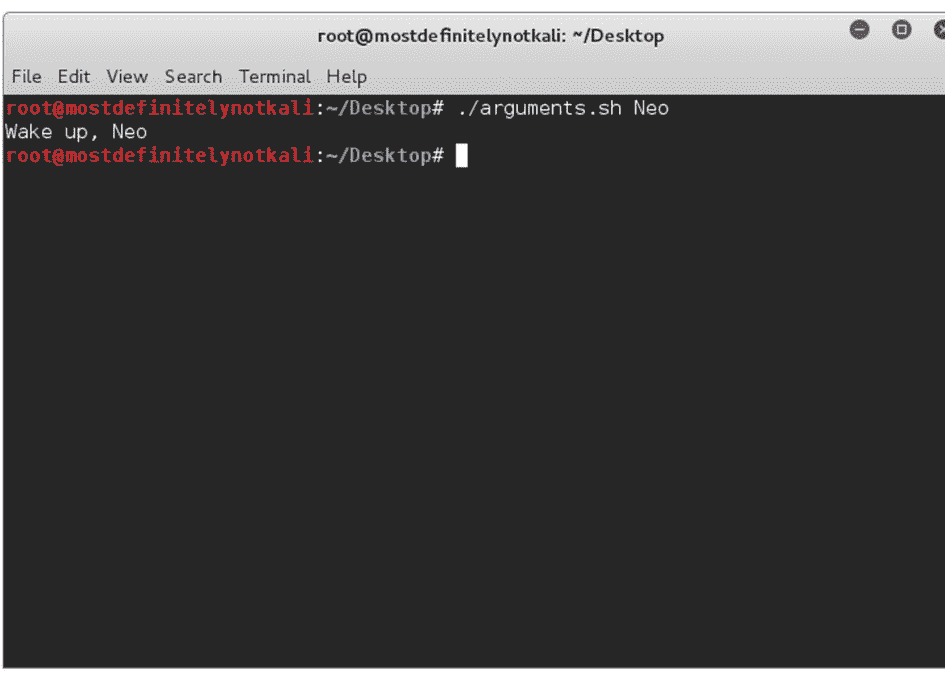 root@mostdefinitelynotkali: ~/Desktop
File Edit View Search Terminal Help
root@mostdefinitelynotkali:~/Desktop# ./arguments.sh Neo
Wake up, Neo
root@mostdefinitelynotkali:~/Desktop#